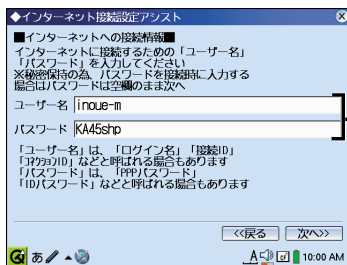 ◆インターネット接続設定アシスト
■インターネットへの接続情報■
インターネットに接続するための「ユーザー名」
「パスワード」を入力してください
※秘密保持の為、パスワードを接続時に入力する
場合はパスワードは空欄のまま次へ
ユーザー名 inoue-m
パスワード KA45shp
「ユーザー名」は、「ログイン名」「接続ID」
「コネクションID」などと呼ばれる場合もあります
「パスワード」は、「PPPパスワード」
「IDパスワード」などと呼ばれる場合もあります
<<戻る 次へ>>
あ A 10:00 AM